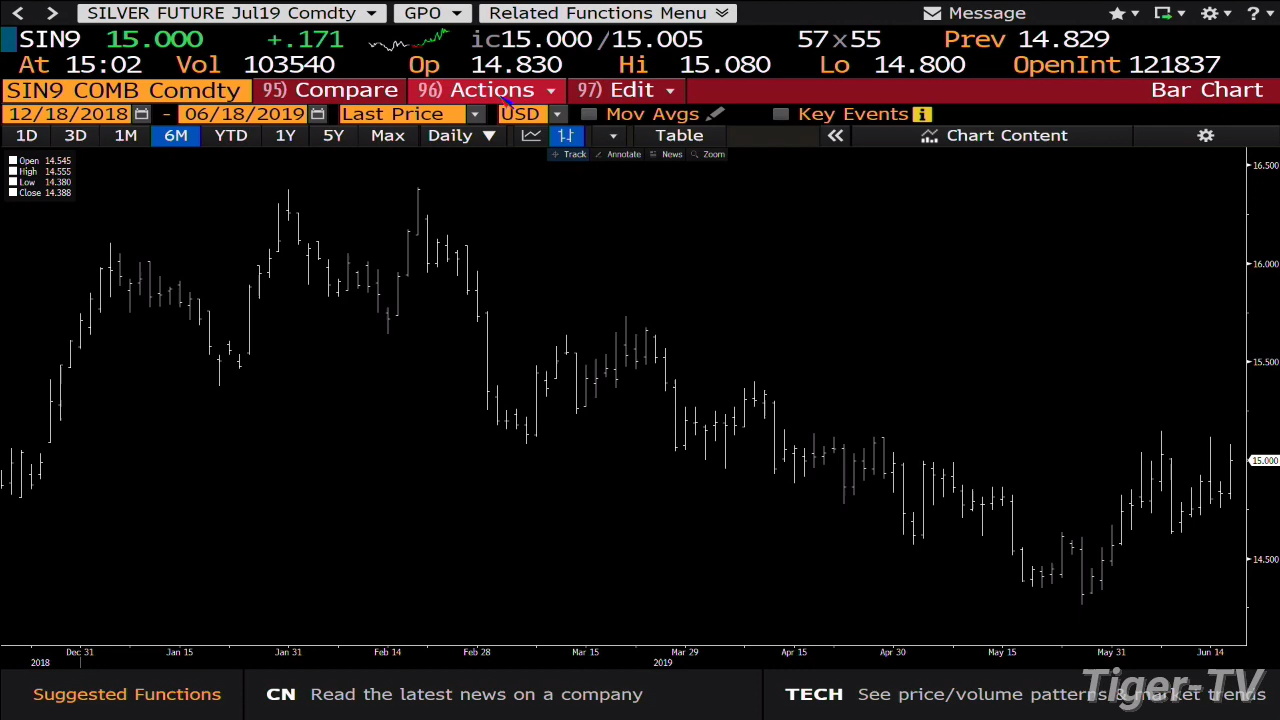 SILVER FUTURE Jul19 Comdty GPO Related Functions Menu Message ?
SIN9 15.000 +.171 ic15.000/15.005 57x55 Prev 14.829
At 15:02 Vol 103540 Op 14.830 Hi 15.080 Lo 14.800 OpenInt 121837
SIN9 COMB Comdty 95) Compare 96) Actions 97) Edit Bar Chart
12/18/2018 - 06/18/2019 Last Price USD Mov Avgs Key Events i
1D 3D 1M 6M YTD 1Y 5Y Max Daily Table Chart Content
Track Annotate News Zoom
Open 14.545
High 14.555
Low 14.380
Close 14.388
16.500
16.000
15.500
15.000
14.500
Dec 31 Jan 15 Jan 31 Feb 14 Feb 28 Mar 15 Mar 29 Apr 15 Apr 30 May 15 May 31 Jun 14
2018 2019
Suggested Functions CN Read the latest news on a company TECH See price/volume patterns & market trends
Tiger-TV